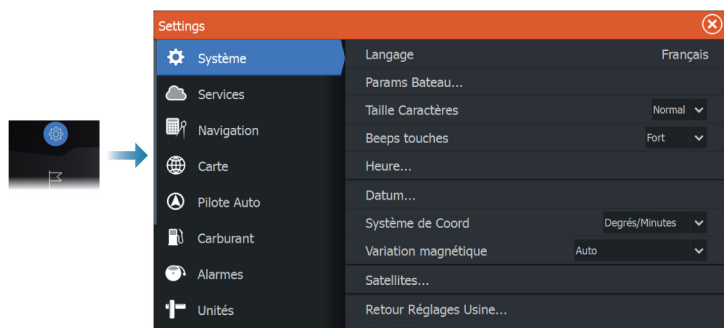 Settings
Système
Services
Navigation
Carte
Pilote Auto
Carburant
Alarmes
Unités
Langage Français
Params Bateau...
Taille Caractères Normal
Beeps touches Fort
Heure...
Datum...
Système de Coord Degrés/Minutes
Variation magnétique Auto
Satellites...
Retour Réglages Usine...